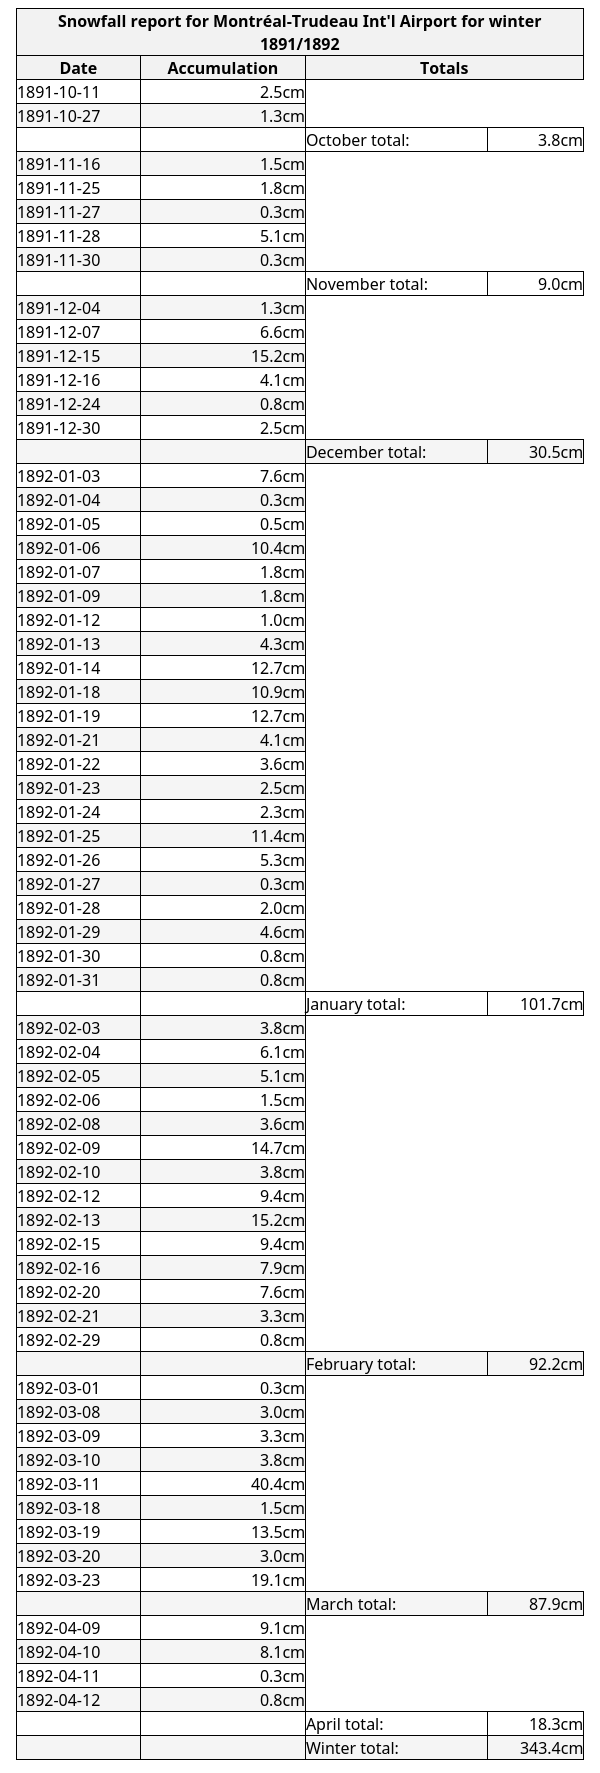 Snowfall report for Montréal-Trudeau Int'l Airport for winter
1891/1892
Date Accumulation Totals
1891-10-11 2.5cm
1891-10-27 1.3cm
October total: 3.8cm
1891-11-16 1.5cm
1891-11-25 1.8cm
1891-11-27 0.3cm
1891-11-28 5.1cm
1891-11-30 0.3cm
November total: 9.0cm
1891-12-04 1.3cm
1891-12-07 6.6cm
1891-12-15 15.2cm
1891-12-16 4.1cm
1891-12-24 0.8cm
1891-12-30 2.5cm
December total: 30.5cm
1892-01-03 7.6cm
1892-01-04 0.3cm
1892-01-05 0.5cm
1892-01-06 10.4cm
1892-01-07 1.8cm
1892-01-09 1.8cm
1892-01-12 1.0cm
1892-01-13 4.3cm
1892-01-14 12.7cm
1892-01-18 10.9cm
1892-01-19 12.7cm
1892-01-21 4.1cm
1892-01-22 3.6cm
1892-01-23 2.5cm
1892-01-24 2.3cm
1892-01-25 11.4cm
1892-01-26 5.3cm
1892-01-27 0.3cm
1892-01-28 2.0cm
1892-01-29 4.6cm
1892-01-30 0.8cm
1892-01-31 0.8cm
January total: 101.7cm
1892-02-03 3.8cm
1892-02-04 6.1cm
1892-02-05 5.1cm
1892-02-06 1.5cm
1892-02-08 3.6cm
1892-02-09 14.7cm
1892-02-10 3.8cm
1892-02-12 9.4cm
1892-02-13 15.2cm
1892-02-15 9.4cm
1892-02-16 7.9cm
1892-02-20 7.6cm
1892-02-21 3.3cm
1892-02-29 0.8cm
February total: 92.2cm
1892-03-01 0.3cm
1892-03-08 3.0cm
1892-03-09 3.3cm
1892-03-10 3.8cm
1892-03-11 40.4cm
1892-03-18 1.5cm
1892-03-19 13.5cm
1892-03-20 3.0cm
1892-03-23 19.1cm
March total: 87.9cm
1892-04-09 9.1cm
1892-04-10 8.1cm
1892-04-11 0.3cm
1892-04-12 0.8cm
April total: 18.3cm
Winter total: 343.4cm